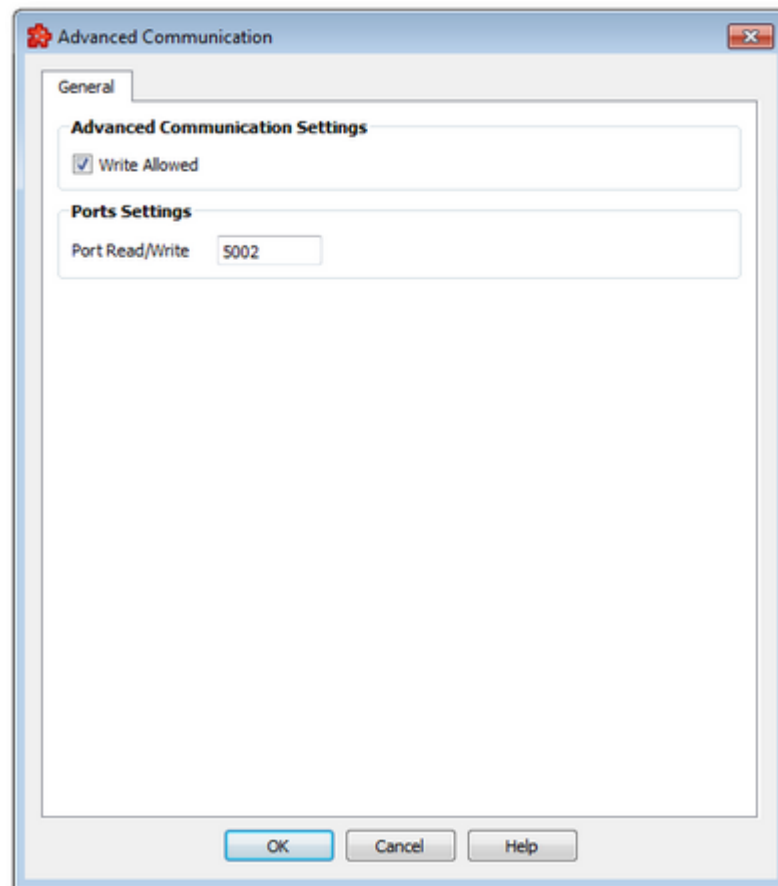 Advanced Communication
General
Advanced Communication Settings
Write Allowed
Ports Settings
Port Read/Write 5002
OK Cancel Help